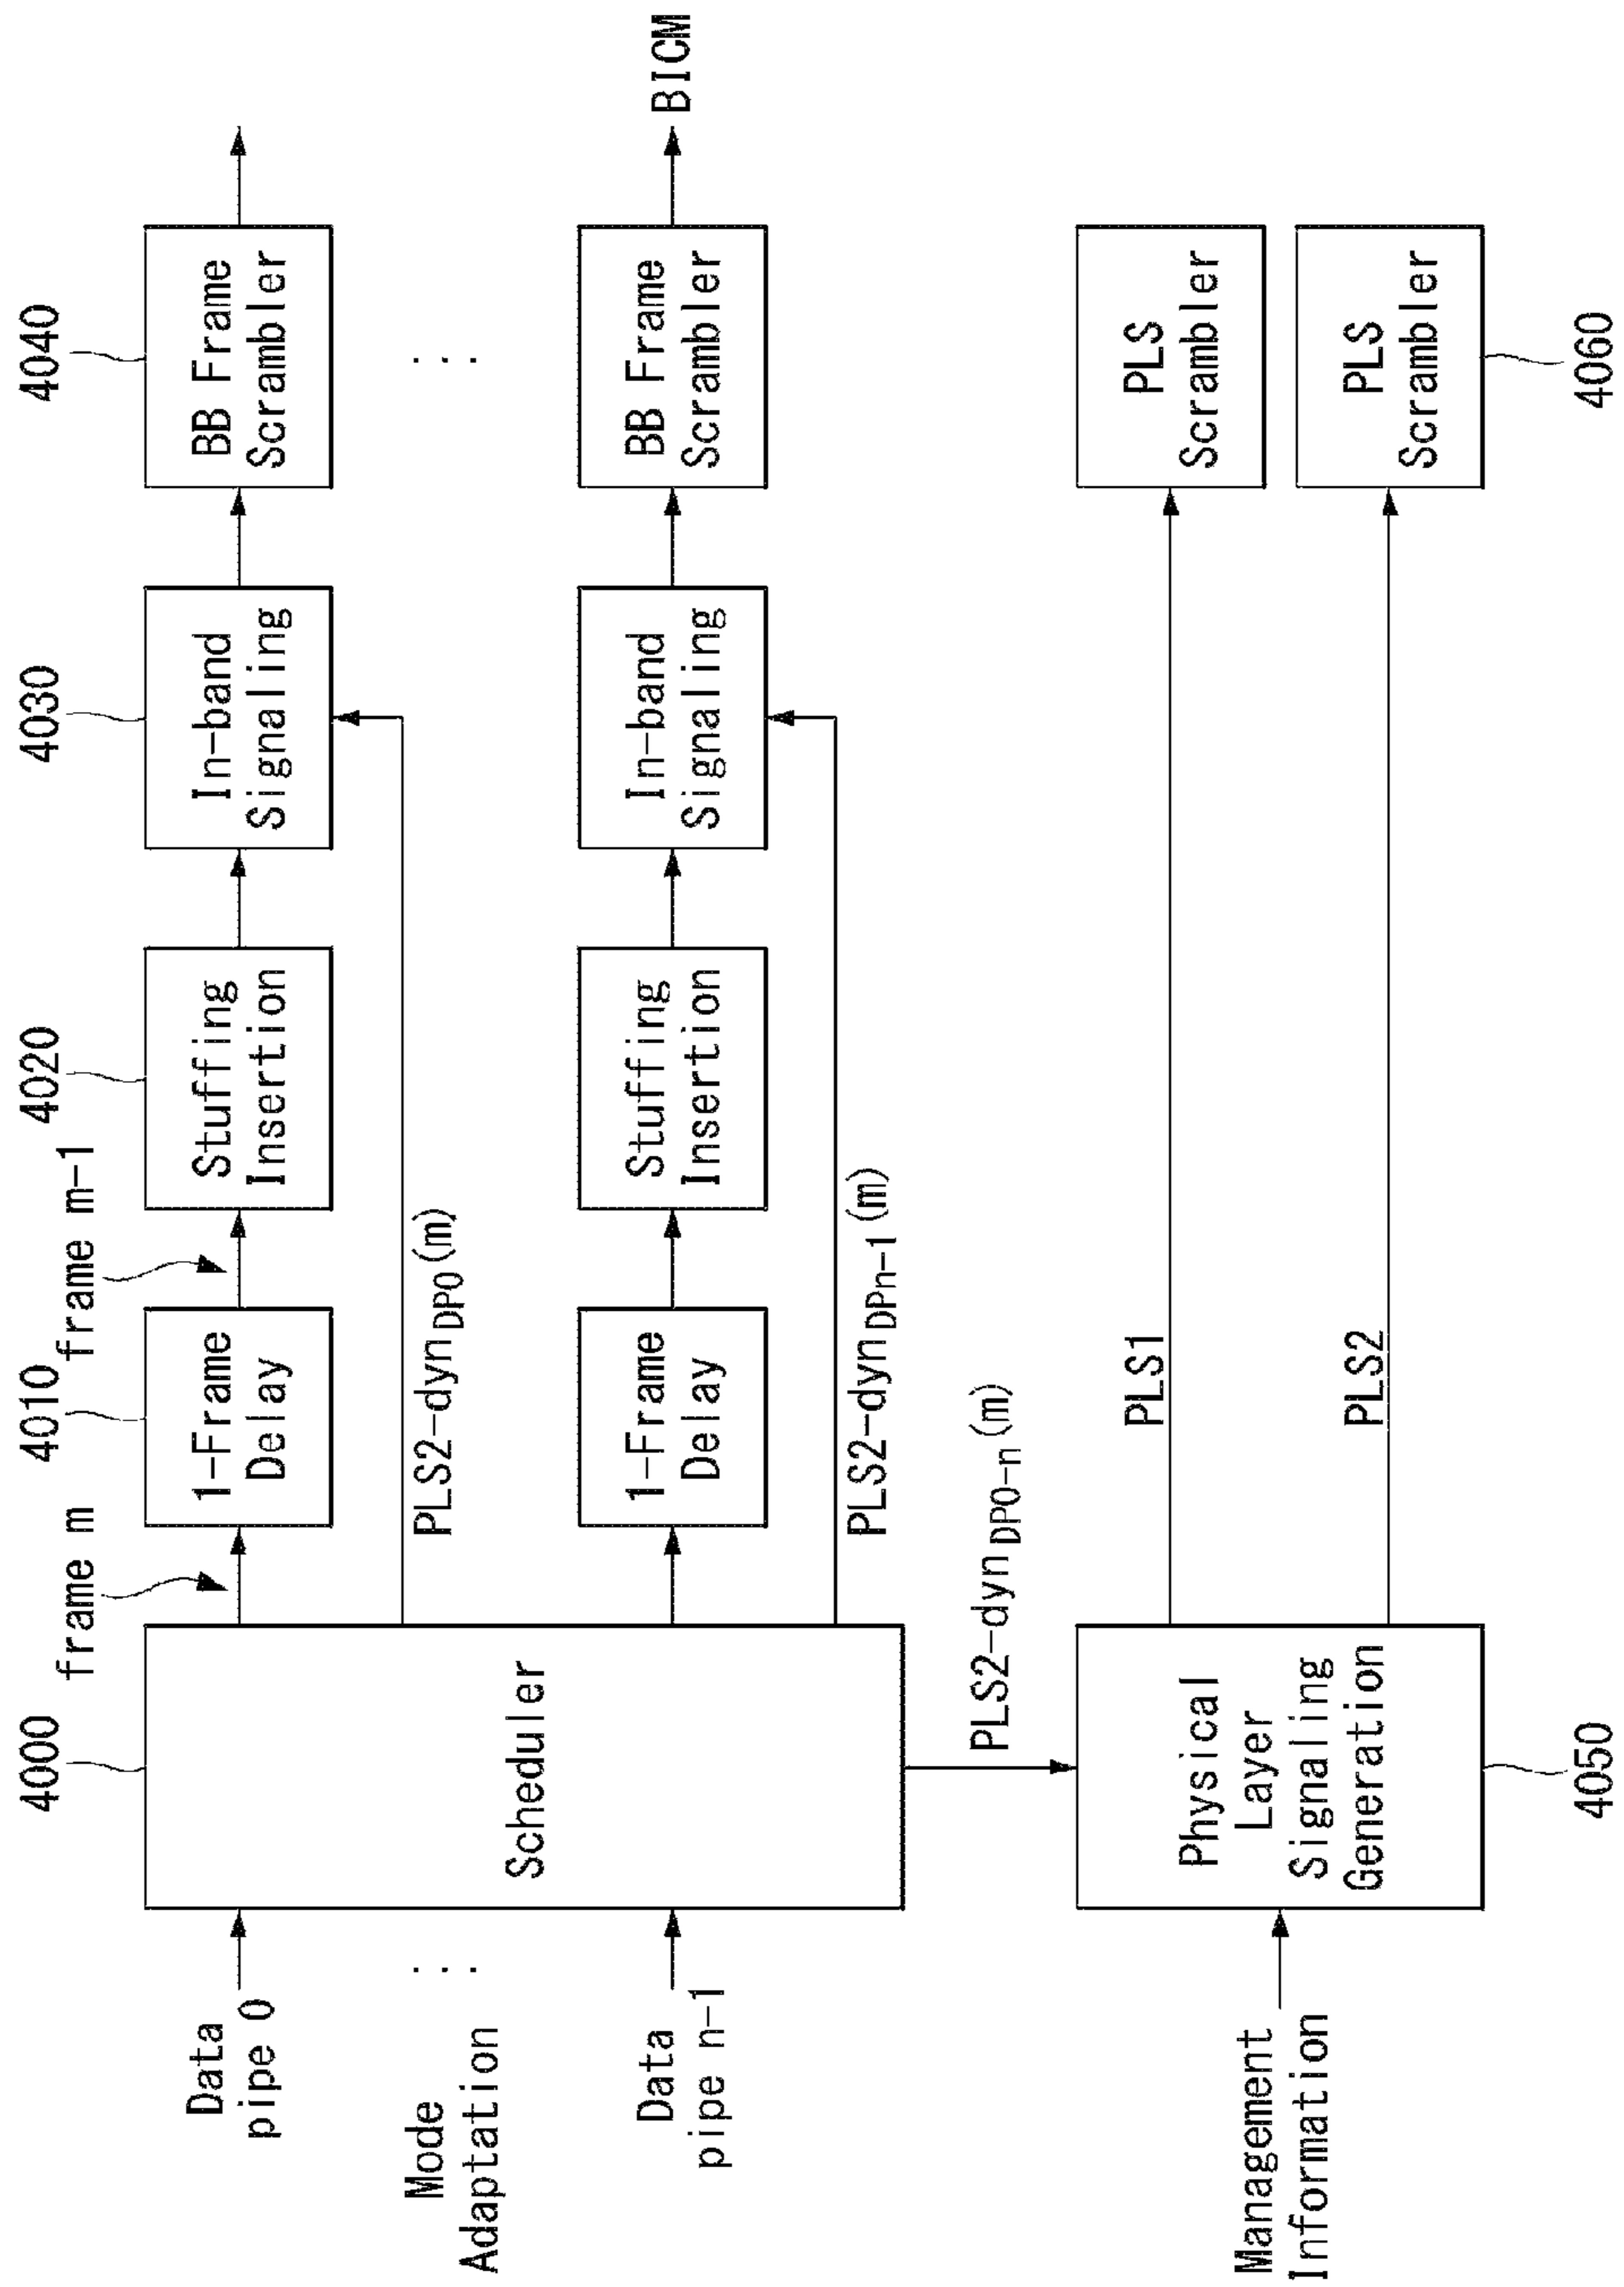 4000
4010
4020
4030
4040
frame m
frame m-1
Data
pipe 0
1-Frame
Delay
Stuffing
Insertion
In-band
Signaling
BB Frame
Scrambler
Mode
Adaptation
...
Scheduler
PLS2-dyn DP0 (m)
...
Data
pipe n-1
1-Frame
Delay
Stuffing
Insertion
In-band
Signaling
BB Frame
Scrambler
BICM
PLS2-dyn DPn-1 (m)
PLS2-dyn DP0-n (m)
Management
Information
Physical
Layer
Signaling
Generation
PLS1
PLS
Scrambler
PLS2
PLS
Scrambler
4050
4060